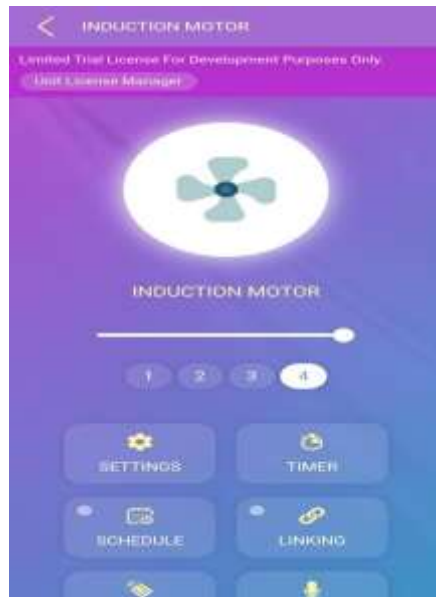 INDUCTION MOTOR
Limited Trial License For Development Purposes Only.
Unit License Manager
INDUCTION MOTOR
1 2 3 4
SETTINGS TIMER
SCHEDULE LINKING